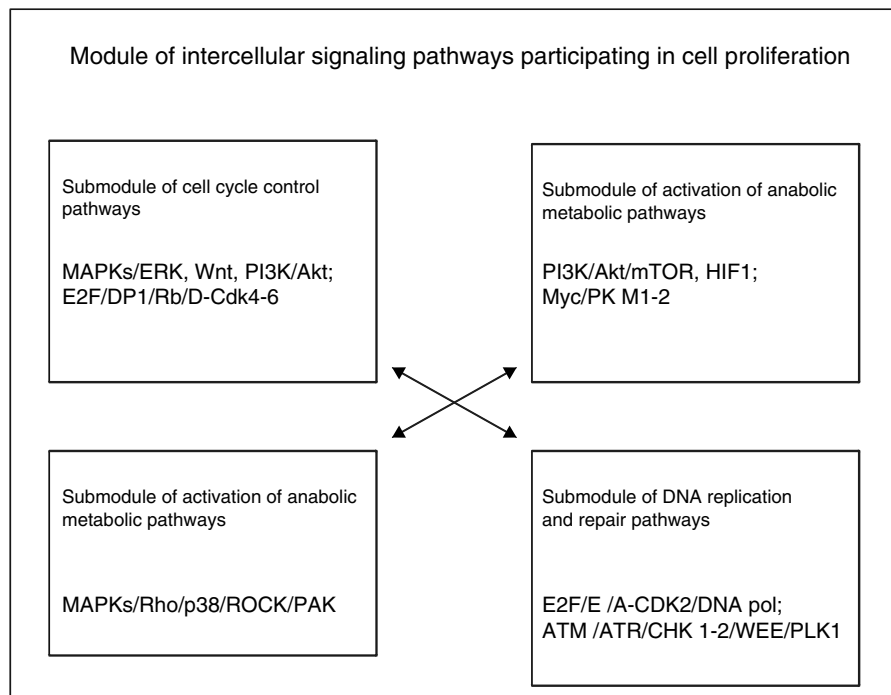 Module of intercellular signaling pathways participating in cell proliferation
Submodule of cell cycle control
pathways
MAPKs/ERK, Wnt, PI3K/Akt;
E2F/DP1/Rb/D-Cdk4-6
Submodule of activation of anabolic
metabolic pathways
PI3K/Akt/mTOR, HIF1;
Myc/PK M1-2
Submodule of activation of anabolic
metabolic pathways
MAPKs/Rho/p38/ROCK/PAK
Submodule of DNA replication
and repair pathways
E2F/E /A-CDK2/DNA pol;
ATM /ATR/CHK 1-2/WEE/PLK1